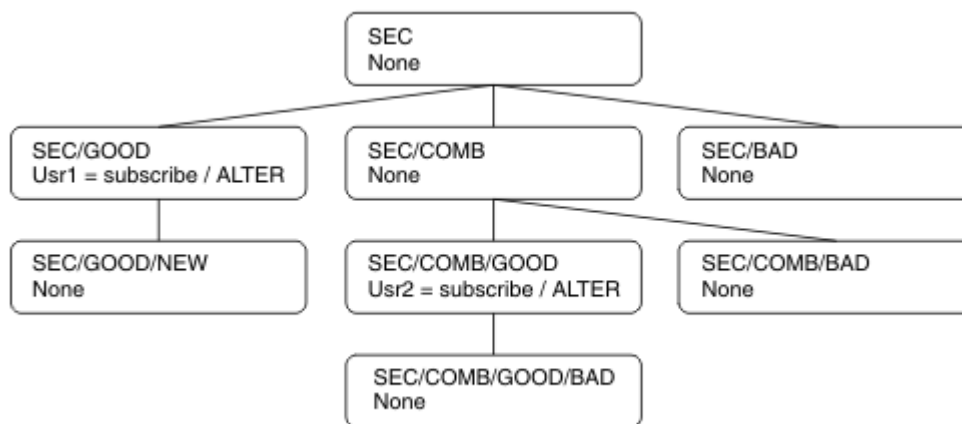 SEC
None
SEC/GOOD
Usr1 = subscribe / ALTER
SEC/COMB
None
SEC/BAD
None
SEC/GOOD/NEW
None
SEC/COMB/GOOD
Usr2 = subscribe / ALTER
SEC/COMB/BAD
None
SEC/COMB/GOOD/BAD
None